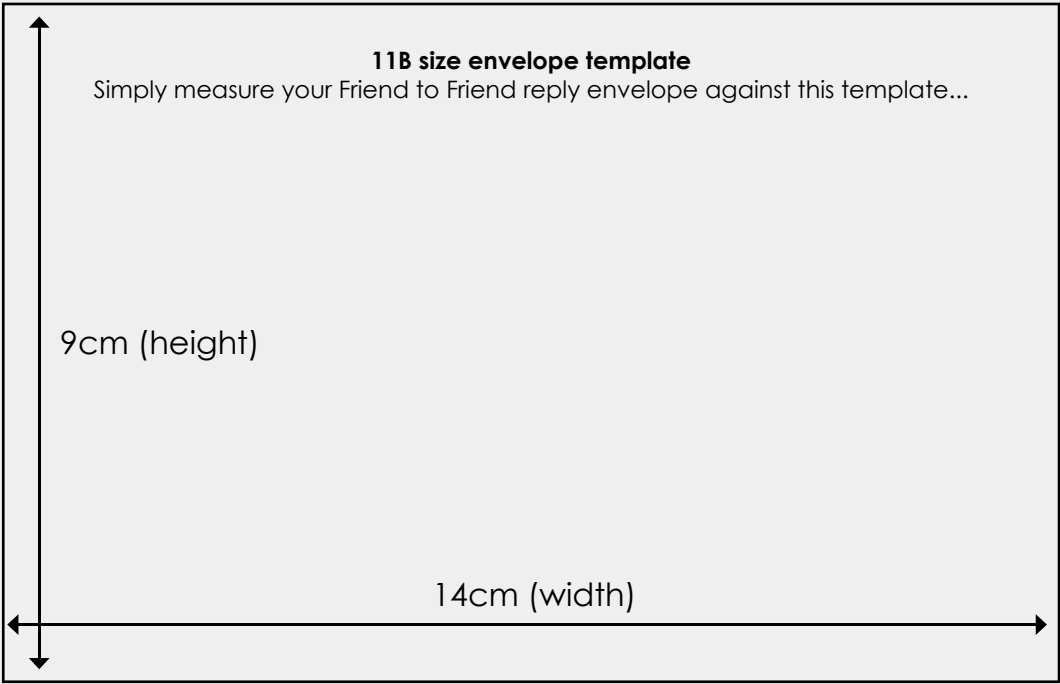 11B size envelope template
Simply measure your Friend to Friend reply envelope against this template...
9cm (height)
14cm (width)